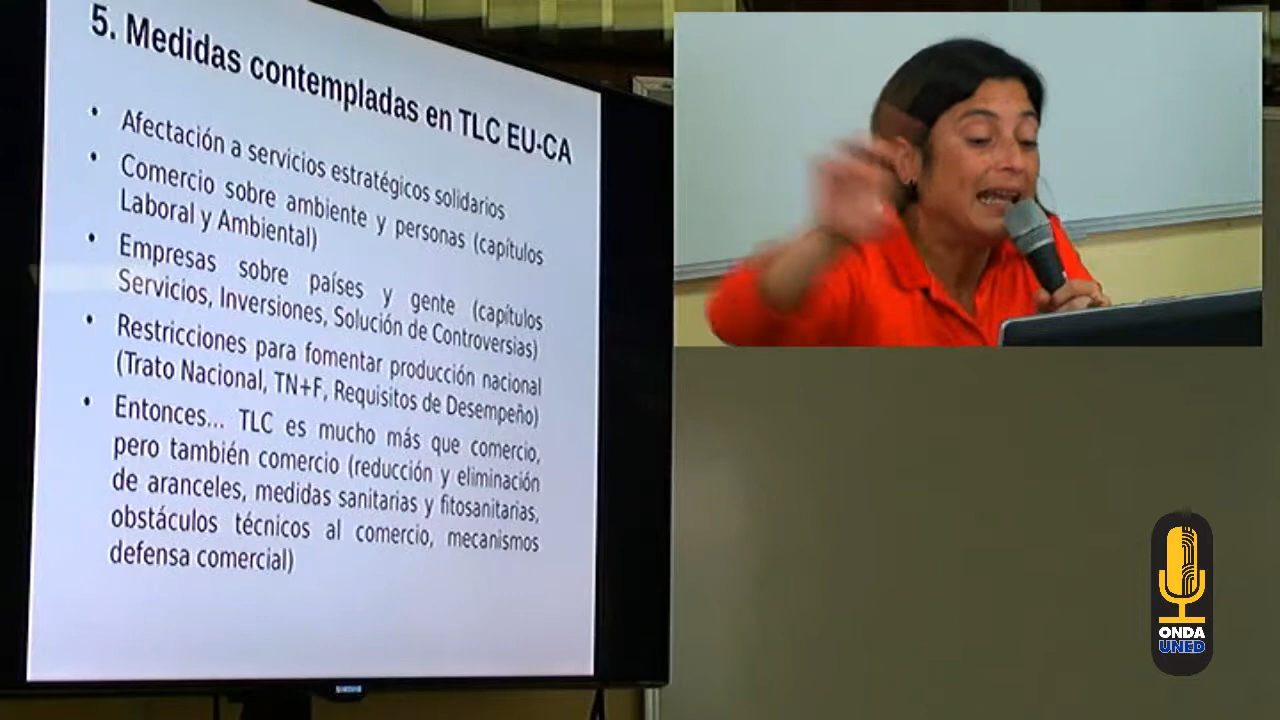 5. Medidas contempladas en TLC EU-CA
• Afectación a servicios estratégicos solidarios
• Comercio sobre ambiente y personas (capítulos
Laboral y Ambiental)
• Empresas sobre países y gente (capítulos
Servicios, Inversiones, Solución de Controversias)
• Restricciones para fomentar producción nacional
(Trato Nacional, TN+F, Requisitos de Desempeño)
• Entonces... TLC es mucho más que comercio,
pero también comercio (reducción y eliminación
de aranceles, medidas sanitarias y fitosanitarias,
obstáculos técnicos al comercio, mecanismos
defensa comercial)
SAMSUNG
ONDA
UNED